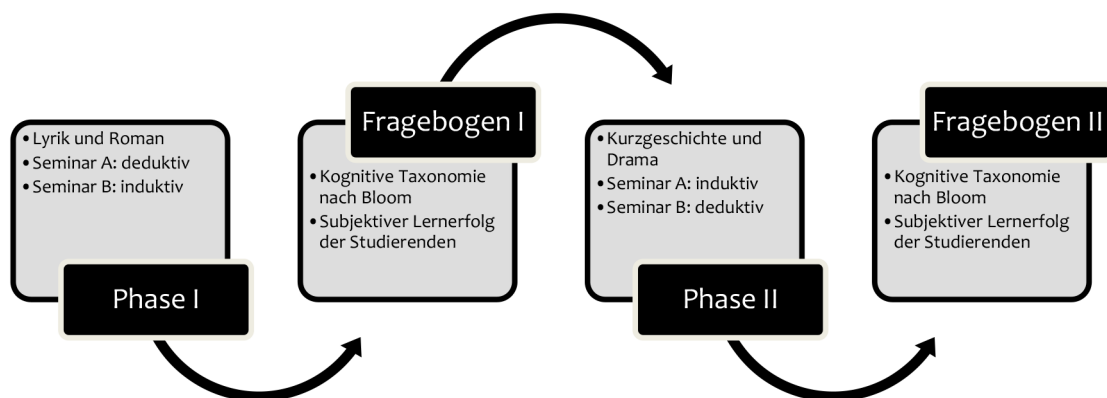 • Lyrik und Roman
• Seminar A: deduktiv
• Seminar B: induktiv
Phase I
Fragebogen I
• Kognitive Taxonomie
nach Bloom
• Subjektiver Lernerfolg
der Studierenden
• Kurzgeschichte und
Drama
• Seminar A: induktiv
• Seminar B: deduktiv
Phase II
Fragebogen II
• Kognitive Taxonomie
nach Bloom
• Subjektiver Lernerfolg
der Studierenden